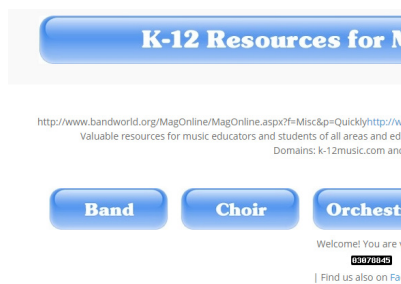 K-12 Resources for M
http://www.bandworld.org/MagOnline/MagOnline.aspx?f=Misc&p=Quicklyhttp://w
Valuable resources for music educators and students of all areas and ed
Domains: k-12music.com and
Band Choir Orchest
Welcome! You are v
03078845
| Find us also on Fa